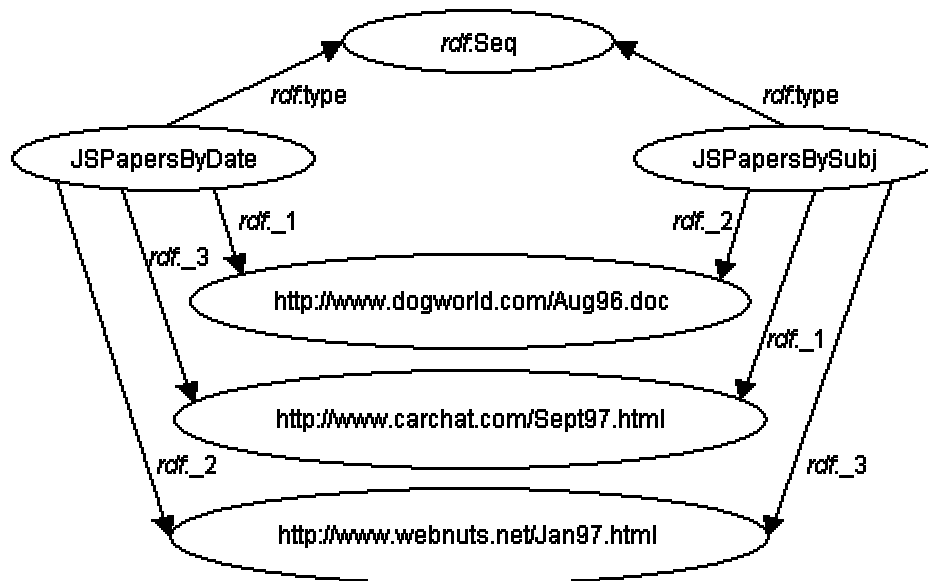 rdf:Seq
rdf:type
rdf:type
JSPapersByDate
JSPapersBySubj
rdf:_1
rdf:_2
rdf:_3
http://www.dogworld.com/Aug96.doc
rdf:_1
http://www.carchat.com/Sept97.html
rdf:_2
rdf:_3
http://www.webnuts.net/Jan97.html